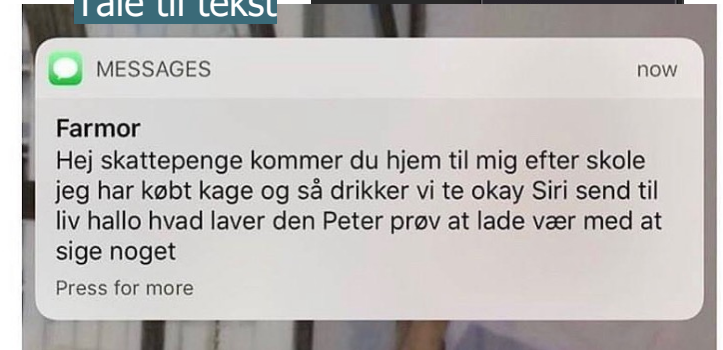 Tale til tekst
MESSAGES
now
Farmor
Hej skattepenge kommer du hjem til mig efter skole
jeg har købt kage og så drikker vi te okay Siri send til
liv hallo hvad laver den Peter prøv at lade vær med at
sige noget
Press for more